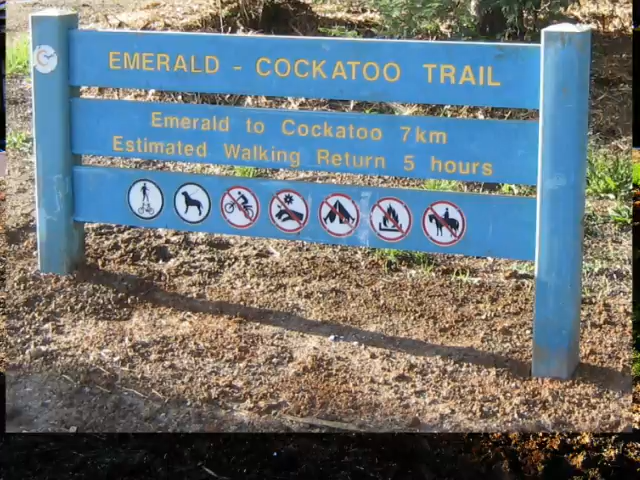 EMERALD - COCKATOO TRAIL
Emerald to Cockatoo 7km
Estimated Walking Return 5 hours